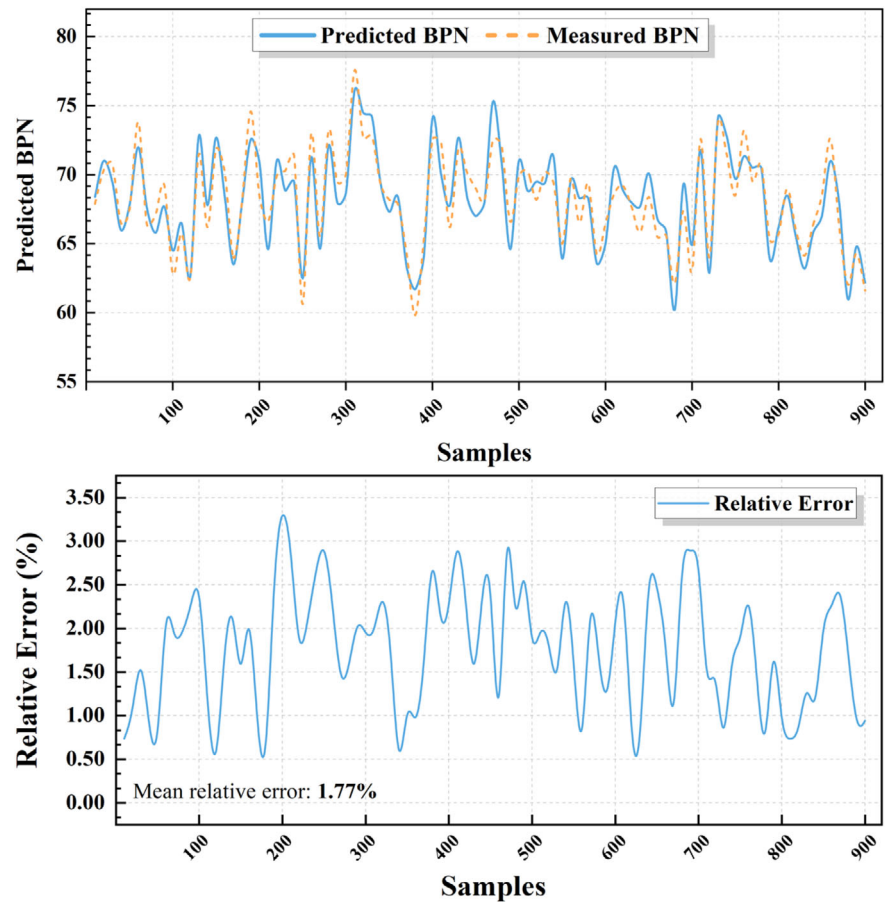 Predicted BPN Measured BPN
Predicted BPN
80
75
70
65
60
55
100 200 300 400 500 600 700 800 900
Samples
Relative Error
Relative Error (%)
3.50
3.00
2.50
2.00
1.50
1.00
0.50
0.00
Mean relative error: 1.77%
100 200 300 400 500 600 700 800 900
Samples